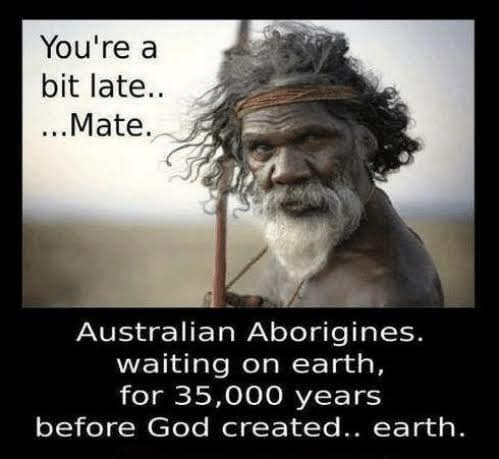 You're a
bit late..
...Mate.
Australian Aborigines.
waiting on earth,
for 35,000 years
before God created.. earth.